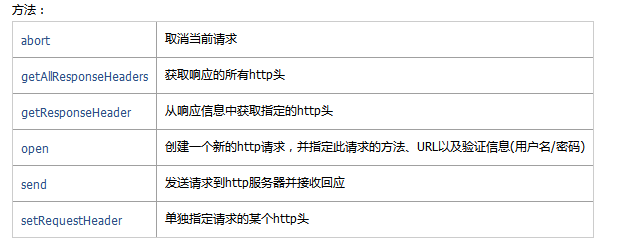 方法：
abort 取消当前请求
getAllResponseHeaders 获取响应的所有http头
getResponseHeader 从响应信息中获取指定的http头
open 创建一个新的http请求，并指定此请求的方法、URL以及验证信息(用户名/密码)
send 发送请求到http服务器并接收回应
setRequestHeader 单独指定请求的某个http头